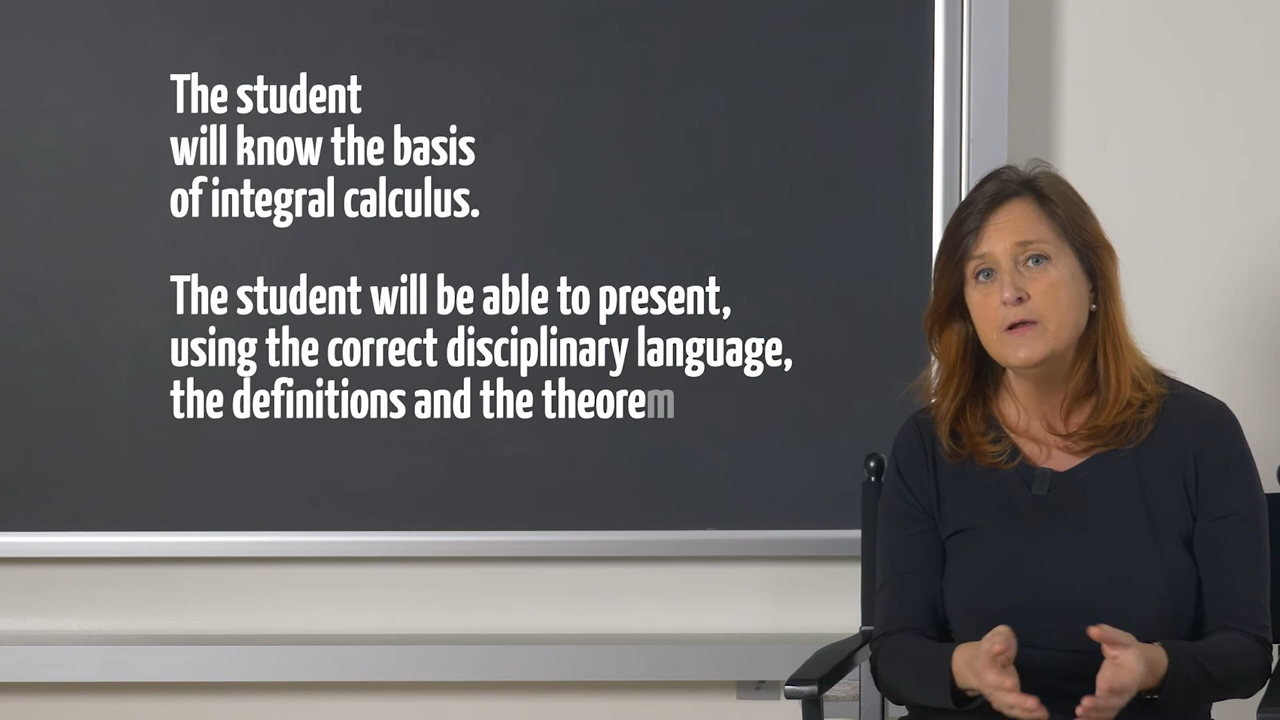 The student
will know the basis
of integral calculus.
The student will be able to present,
using the correct disciplinary language,
the definitions and the theorem